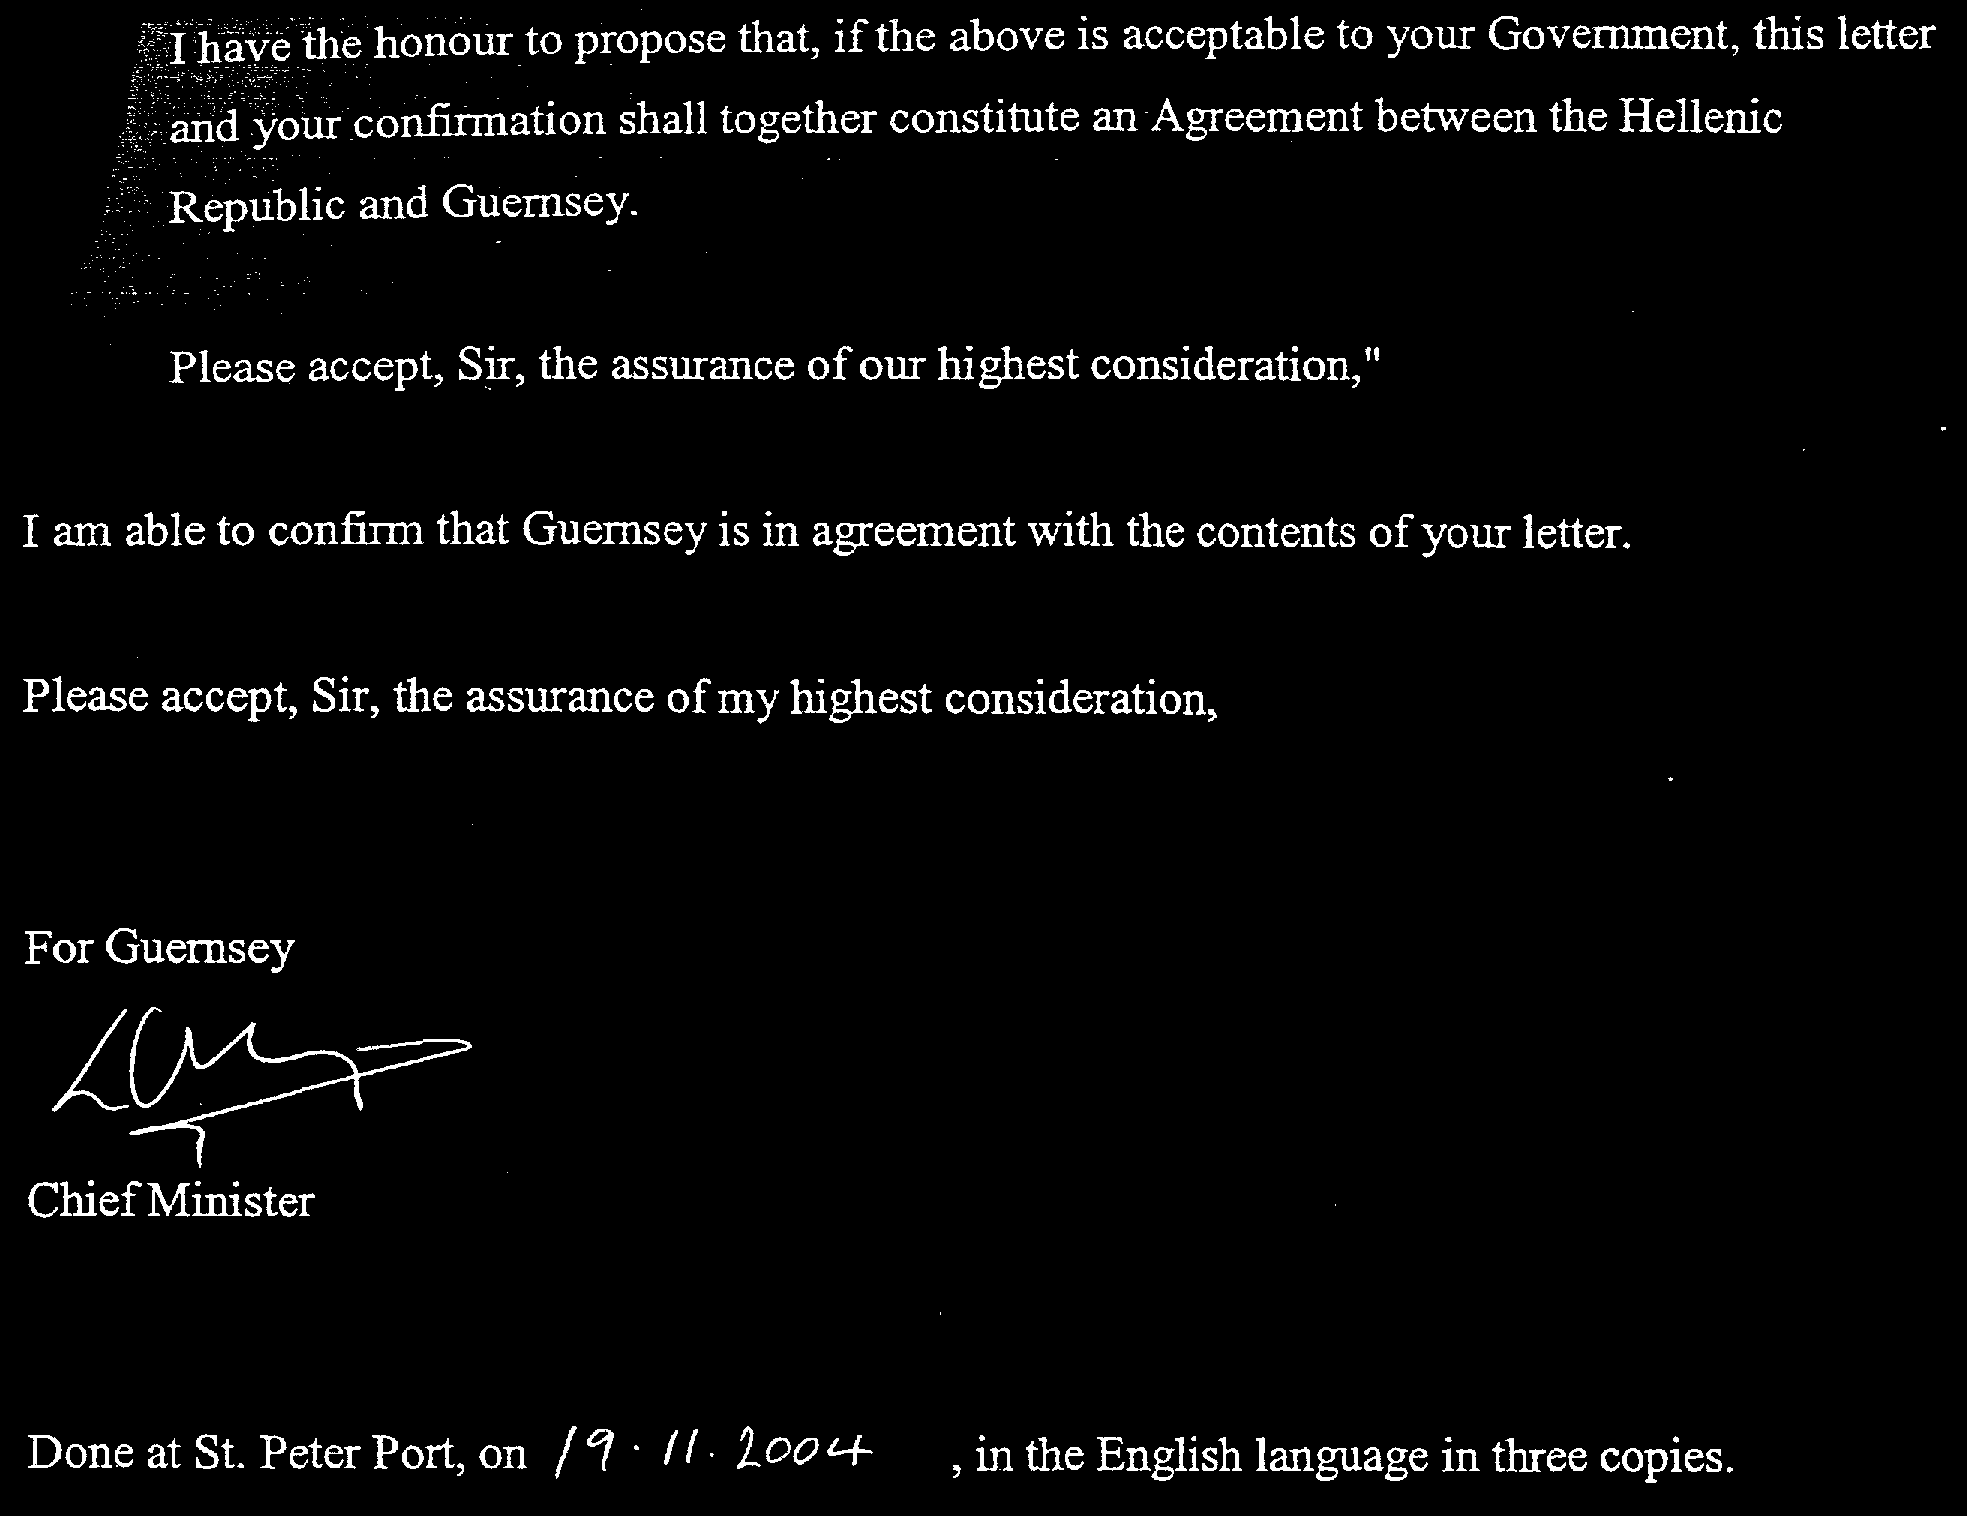 I have the honour to propose that, if the above is acceptable to your Government, this letter
and your confirmation shall together constitute an Agreement between the Hellenic
Republic and Guernsey.
Please accept, Sir, the assurance of our highest consideration,"
I am able to confirm that Guernsey is in agreement with the contents of your letter.
Please accept, Sir, the assurance of my highest consideration,
For Guernsey
Chief Minister
Done at St. Peter Port, on 19.11.2004 , in the English language in three copies.